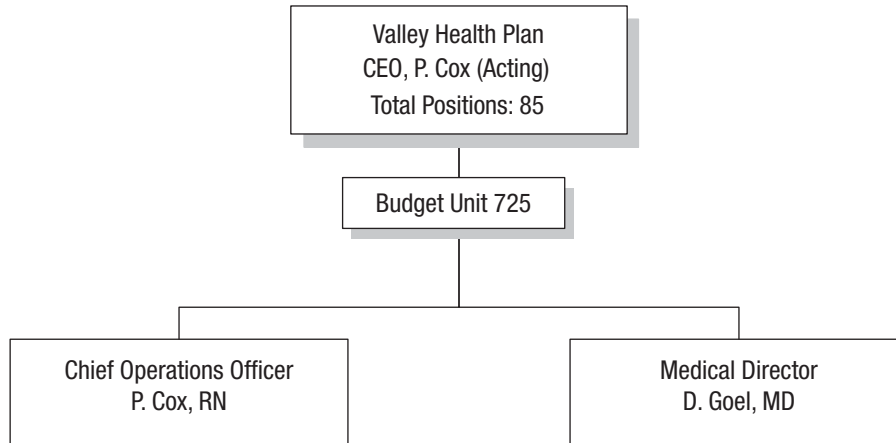 Valley Health Plan
CEO, P. Cox (Acting)
Total Positions: 85
Budget Unit 725
Chief Operations Officer
P. Cox, RN
Medical Director
D. Goel, MD